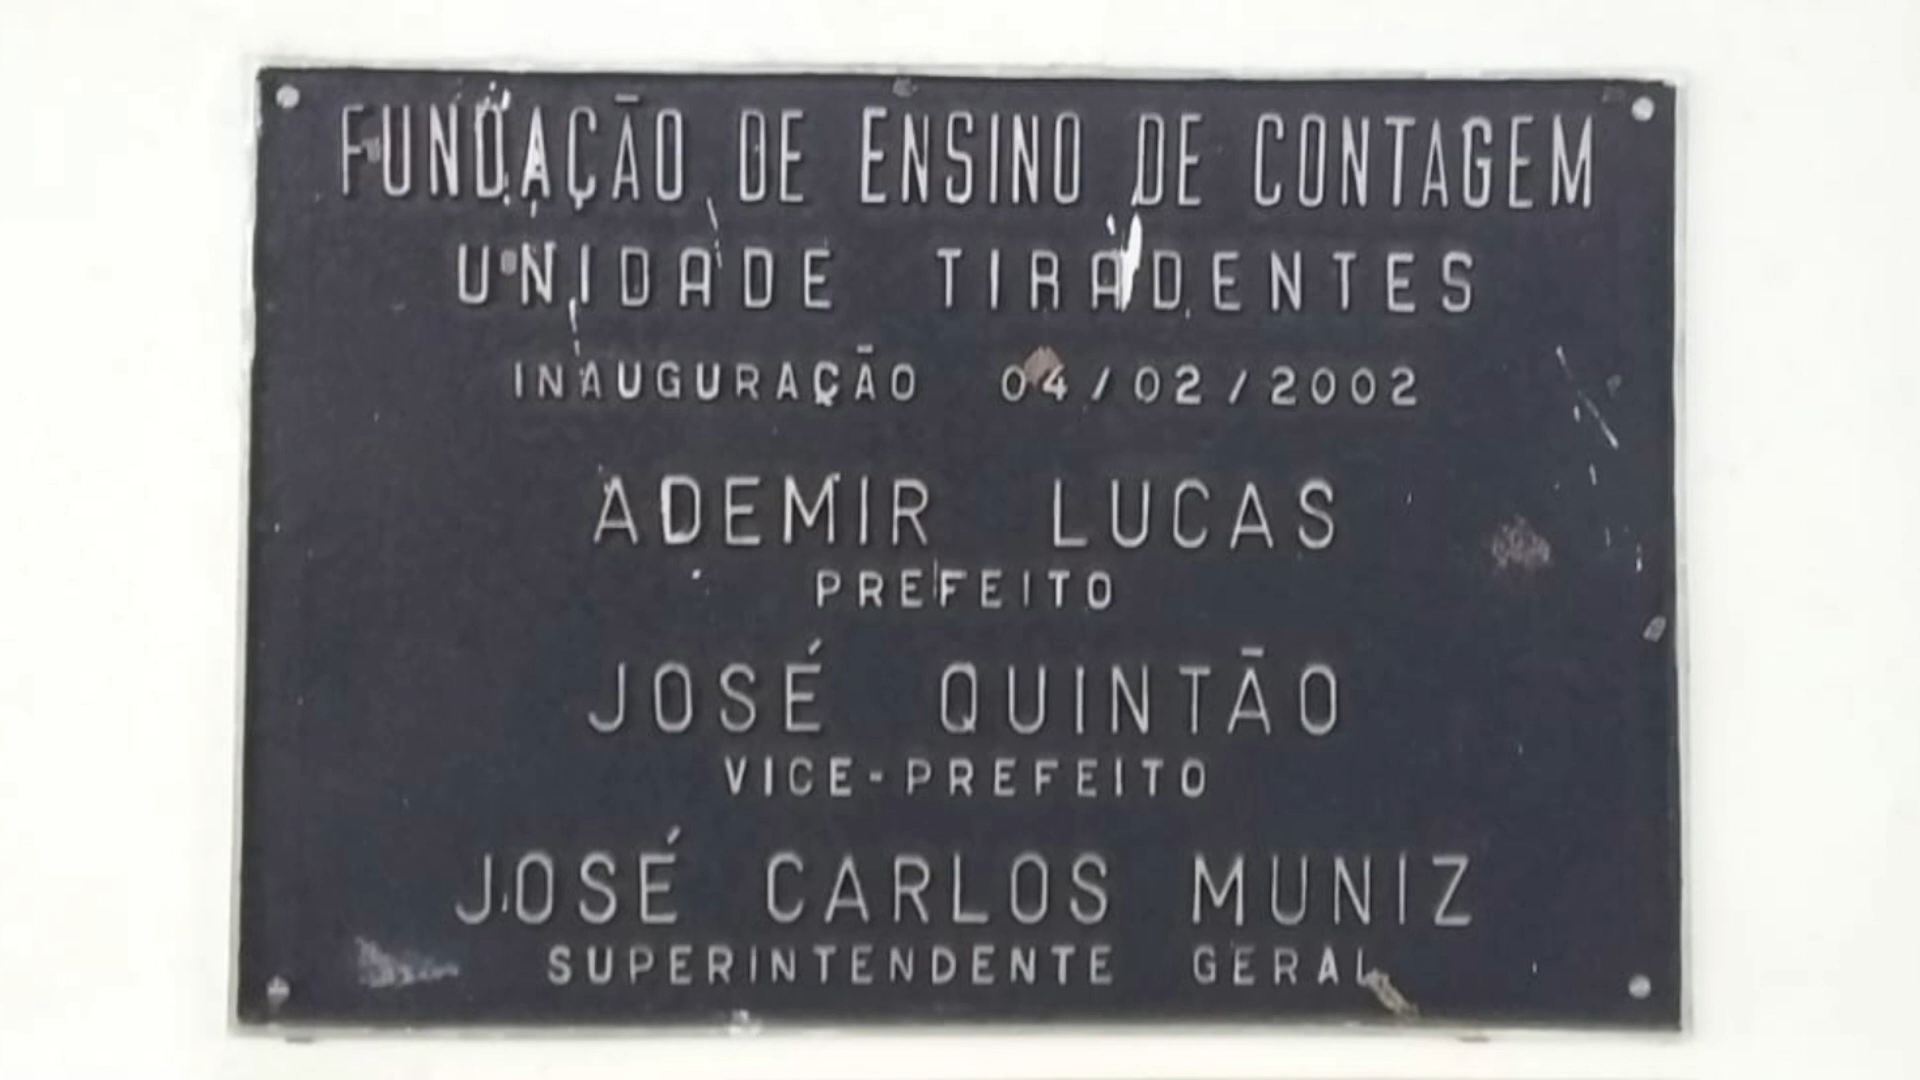 FUNDAÇÃO DE ENSINO DE CONTAGEM
UNIDADE TIRADENTES
INAUGURAÇÃO 04/02/2002
ADEMIR LUCAS
PREFEITO
JOSÉ QUINTÃO
VICE-PREFEITO
JOSÉ CARLOS MUNIZ
SUPERINTENDENTE GERAL